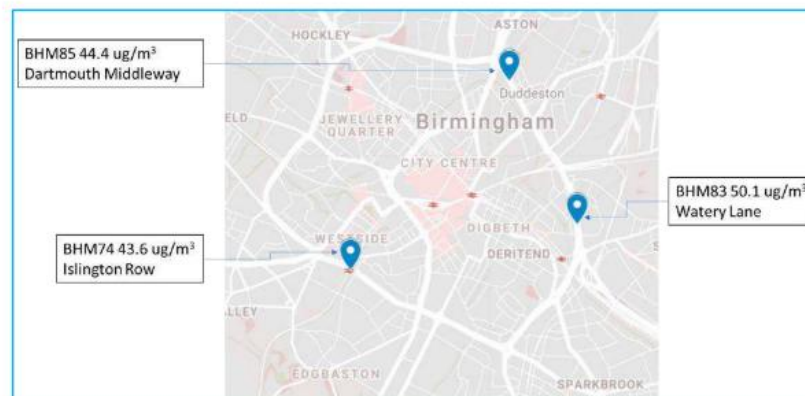 BHM85 44.4 ug/m³
Dartmouth Middleway
ASTON
HOCKLEY
Duddeston
JEWELLERY
QUARTER
Birmingham
CITY CENTRE
BHM83 50.1 ug/m³
Watery Lane
WESTSIDE
DIGBETH
DERITEND
BHM74 43.6 ug/m³
Islington Row
EDGBASTON
SPARKBROOK